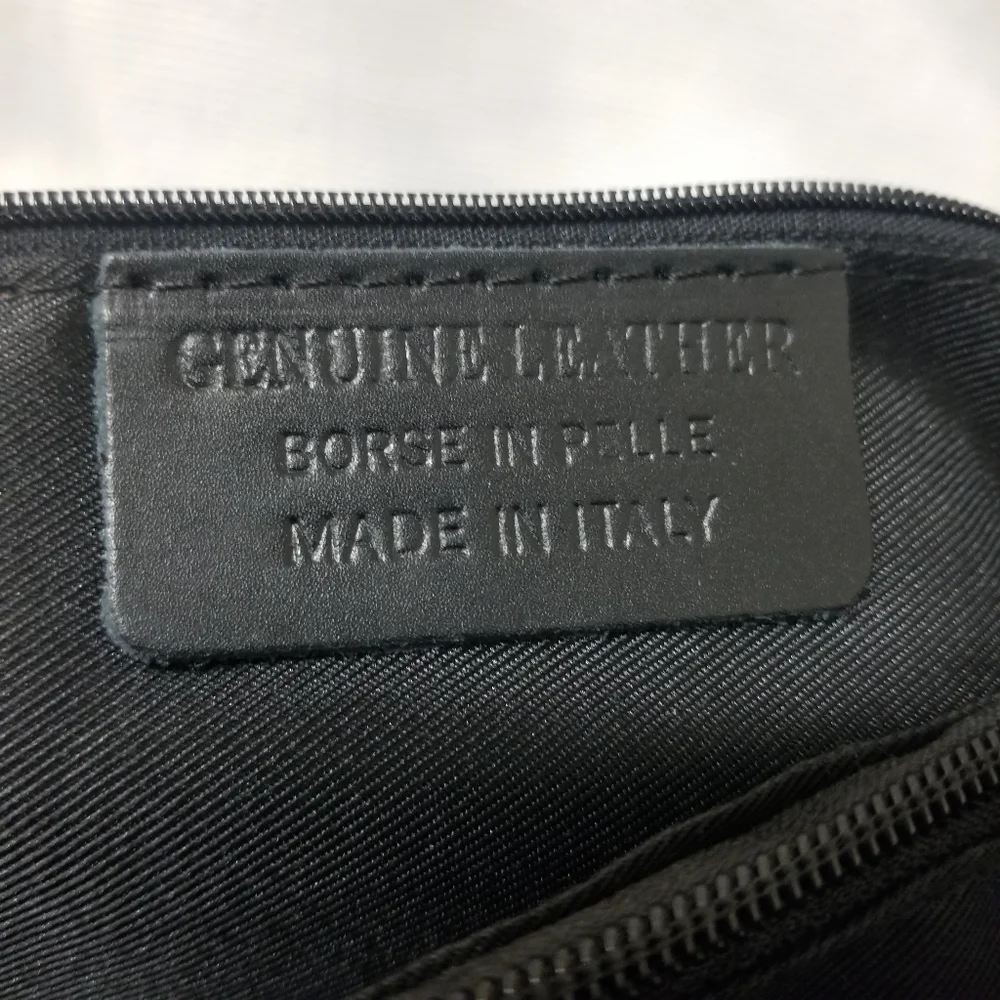 GENUINE LEATHER
BORSE IN PELLE
MADE IN ITALY